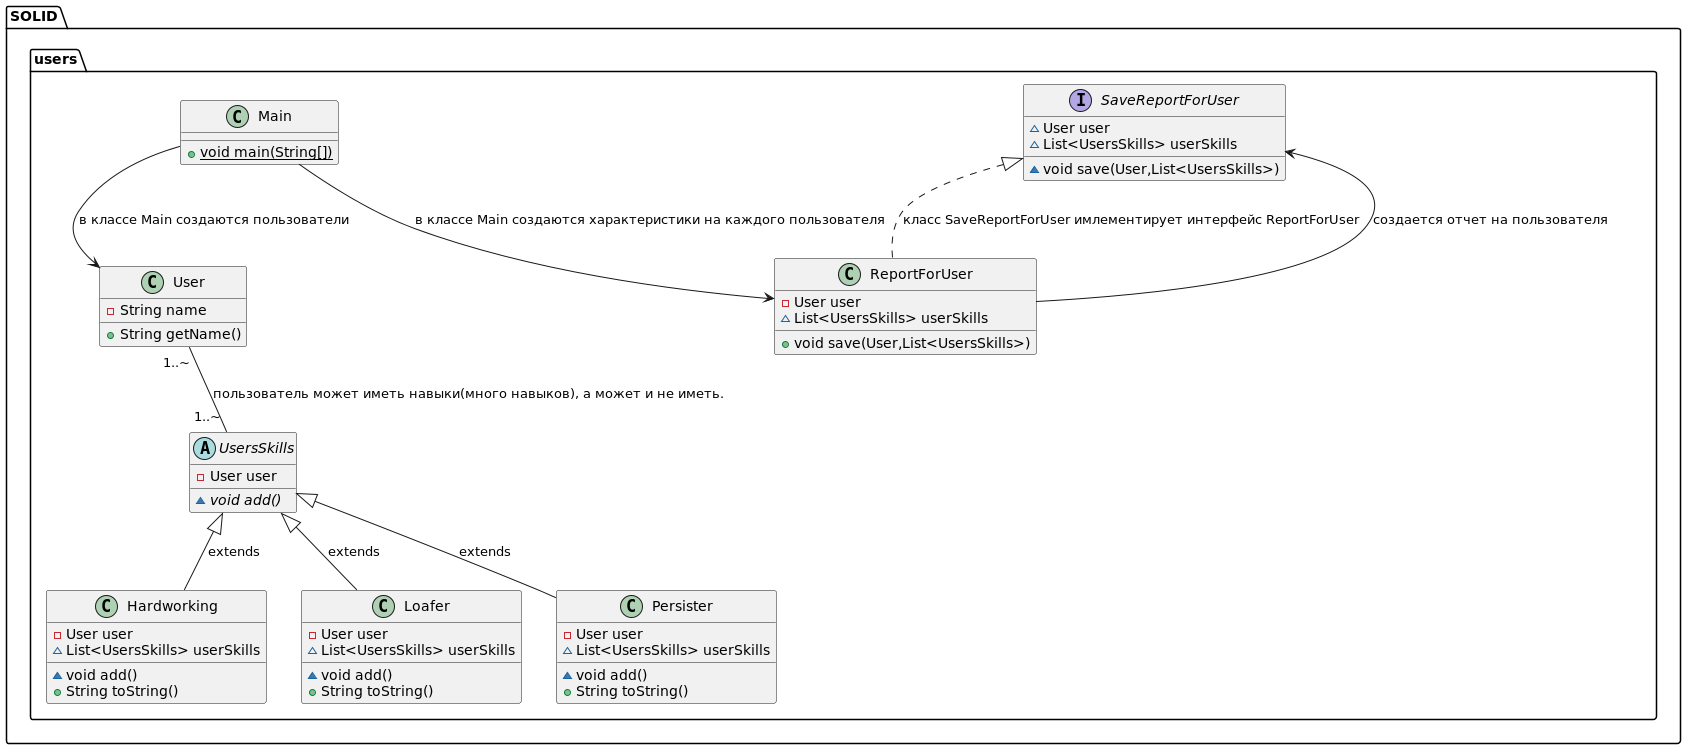 SOLID
users
Main
void main(String[])
SaveReportForUser
User user
List<UsersSkills> userSkills
void save(User,List<UsersSkills>)
в классе Main создаются пользователи
в классе Main создаются характеристики на каждого пользователя
класс SaveReportForUser имлементирует интерфейс ReportForUser
создается отчет на пользователя
User
String name
String getName()
ReportForUser
User user
List<UsersSkills> userSkills
void save(User,List<UsersSkills>)
1..~
пользователь может иметь навыки(много навыков), а может и не иметь.
1..~
UsersSkills
User user
void add()
extends
extends
extends
Hardworking
User user
List<UsersSkills> userSkills
void add()
String toString()
Loafer
User user
List<UsersSkills> userSkills
void add()
String toString()
Persister
User user
List<UsersSkills> userSkills
void add()
String toString()